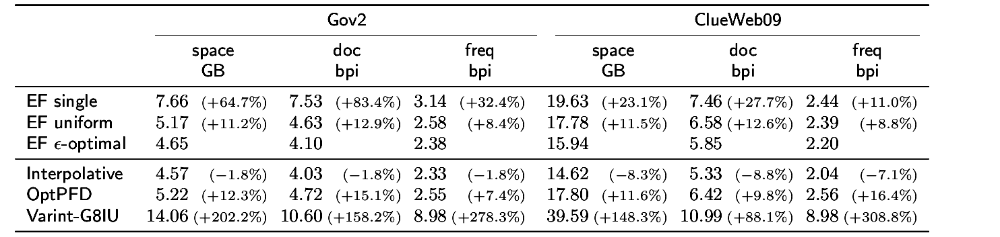 Gov2 ClueWeb09
space doc freq space doc freq
GB bpi bpi GB bpi bpi
EF single 7.66 (+64.7%) 7.53 (+83.4%) 3.14 (+32.4%) 19.63 (+23.1%) 7.46 (+27.7%) 2.44 (+11.0%)
EF uniform 5.17 (+11.2%) 4.63 (+12.9%) 2.58 (+8.4%) 17.78 (+11.5%) 6.58 (+12.6%) 2.39 (+8.8%)
EF ϵ-optimal 4.65 4.10 2.38 15.94 5.85 2.20
Interpolative 4.57 (−1.8%) 4.03 (−1.8%) 2.33 (−1.8%) 14.62 (−8.3%) 5.33 (−8.8%) 2.04 (−7.1%)
OptPFD 5.22 (+12.3%) 4.72 (+15.1%) 2.55 (+7.4%) 17.80 (+11.6%) 6.42 (+9.8%) 2.56 (+16.4%)
Varint-G8IU 14.06 (+202.2%) 10.60 (+158.2%) 8.98 (+278.3%) 39.59 (+148.3%) 10.99 (+88.1%) 8.98 (+308.8%)